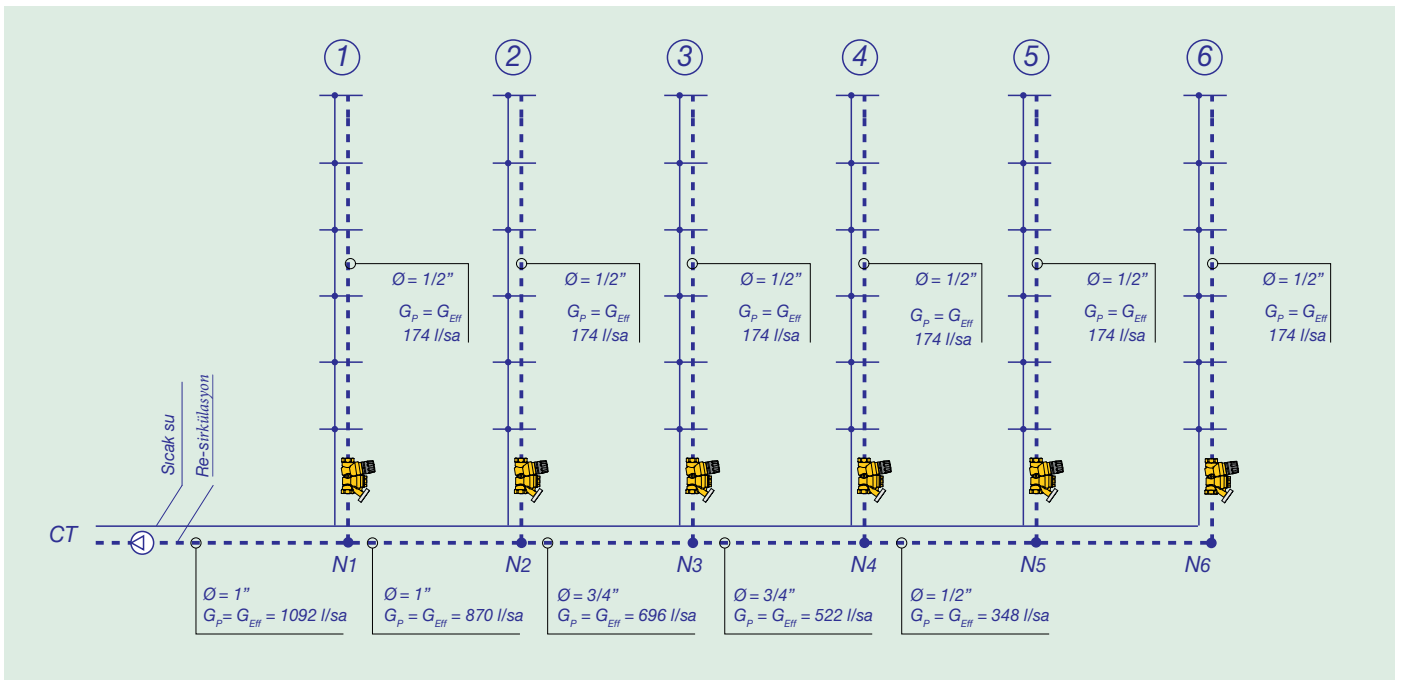 1 2 3 4 5 6
Ø = 1/2” Ø = 1/2” Ø = 1/2” Ø = 1/2” Ø = 1/2” Ø = 1/2”
G_P = G_Eff G_P = G_Eff G_P = G_Eff G_P = G_Eff G_P = G_Eff G_P = G_Eff
174 l/sa 174 l/sa 174 l/sa 174 l/sa 174 l/sa 174 l/sa
Sıcak su
Re-sirkülasyon
CT
N1 N2 N3 N4 N5 N6
Ø = 1” Ø = 1” Ø = 3/4” Ø = 3/4” Ø = 1/2”
G_P= G_Eff = 1092 l/sa G_P = G_Eff = 870 l/sa G_P = G_Eff = 696 l/sa G_P = G_Eff = 522 l/sa G_P = G_Eff = 348 l/sa